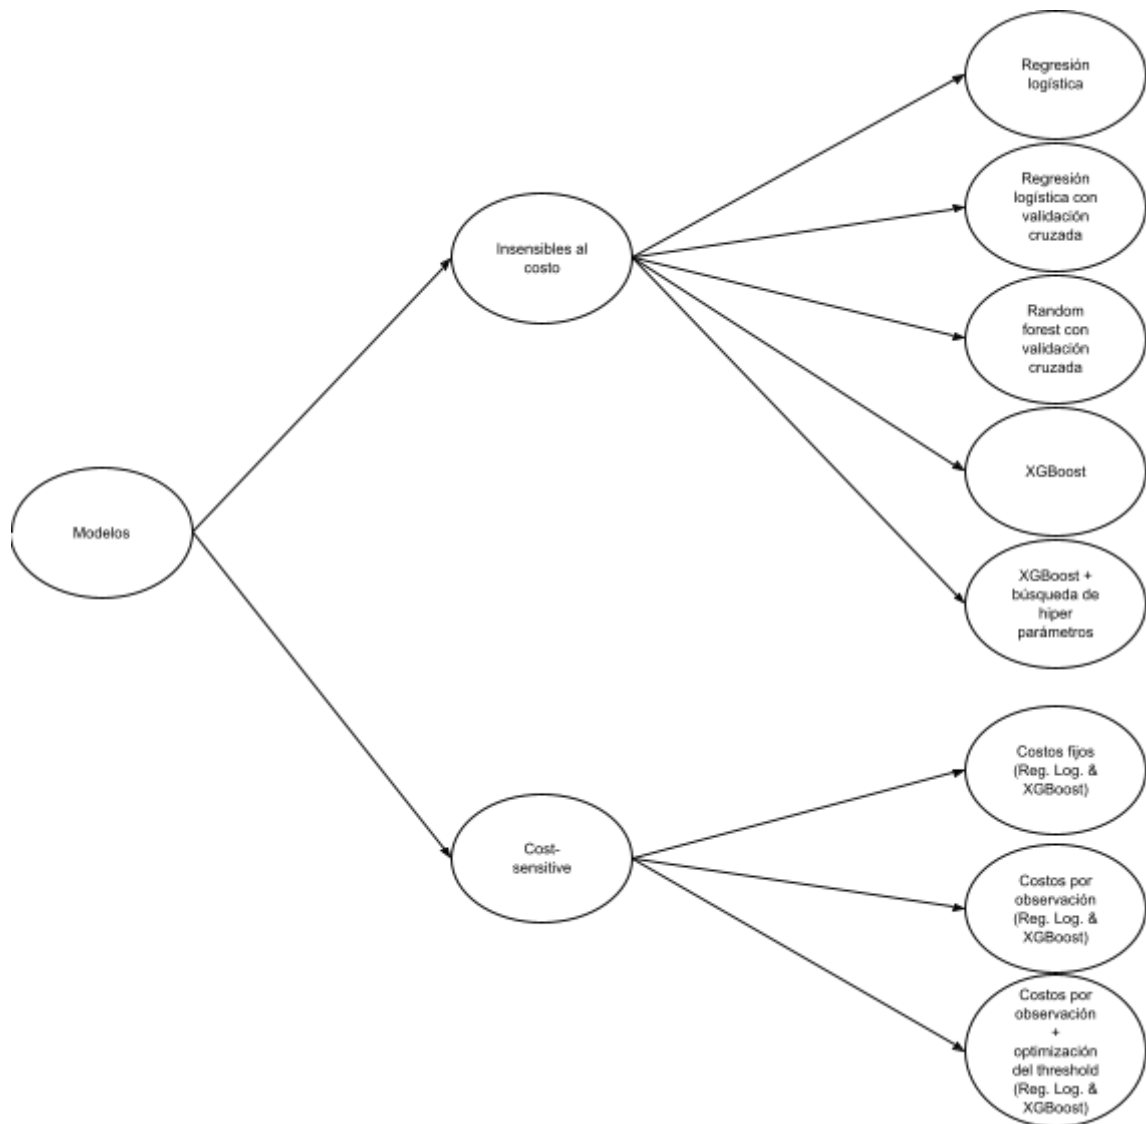 Modelos
Insensibles al
costo
Regresión
logística
Regresión
logística con
validación
cruzada
Random
forest con
validación
cruzada
XGBoost
XGBoost +
búsqueda de
hiper
parámetros
Cost-
sensitive
Costos fijos
(Reg. Log. &
XGBoost)
Costos por
observación
(Reg. Log. &
XGBoost)
Costos por
observación
+
optimización
del threshold
(Reg. Log. &
XGBoost)